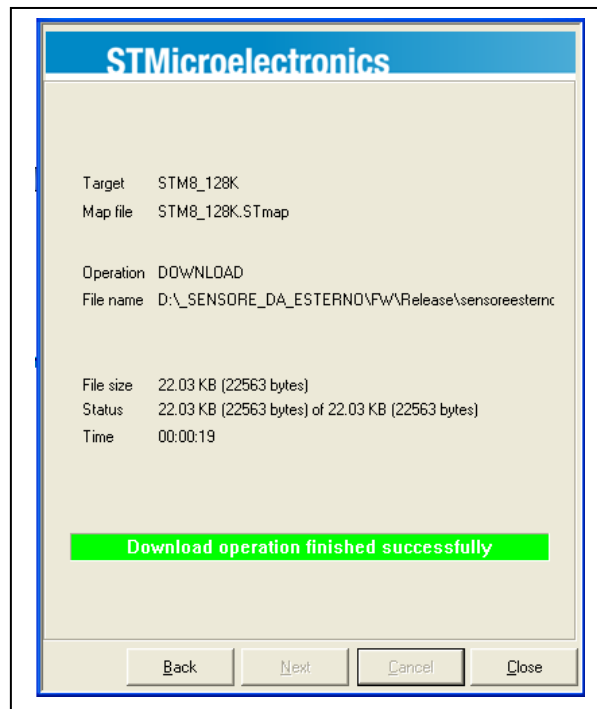 STMicroelectronics
Target STM8_128K
Map file STM8_128K.STmap
Operation DOWNLOAD
File name D:\_SENSORE_DA_ESTERNO\FW\Release\sensoreesternc
File size 22.03 KB (22563 bytes)
Status 22.03 KB (22563 bytes) of 22.03 KB (22563 bytes)
Time 00:00:19
Download operation finished successfully
Back Next Cancel Close